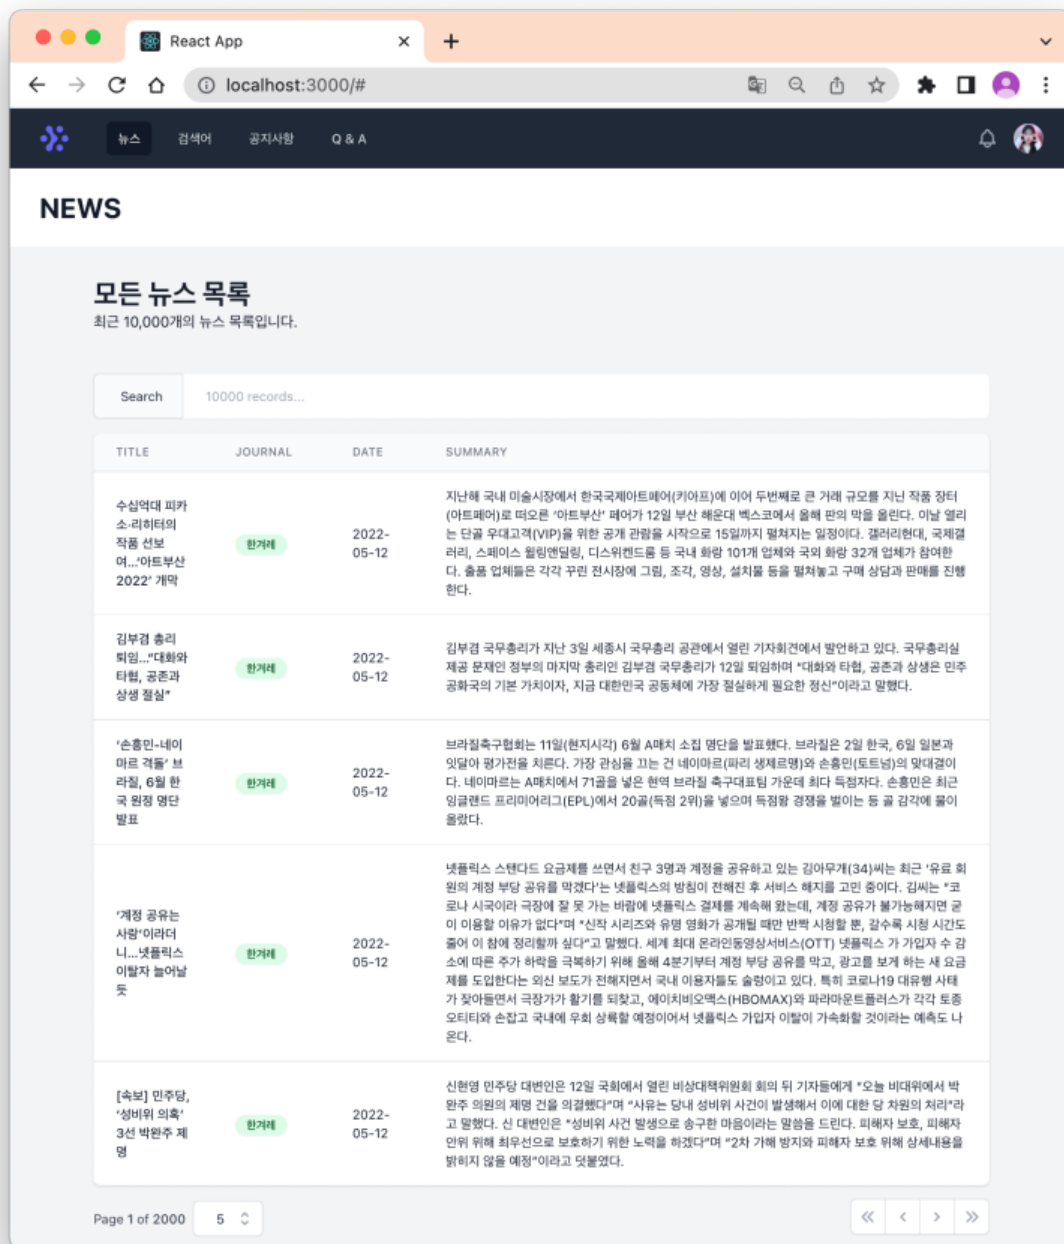 React App
localhost:3000/#
뉴스 검색어 공지사항 Q & A
NEWS
모든 뉴스 목록
최근 10,000개의 뉴스 목록입니다.
Search 10000 records...
TITLE JOURNAL DATE SUMMARY
수십억대 피카
소·리히터의
작품 선보
여…'아트부산
2022' 개막
한겨레
2022-
05-12
지난해 국내 미술시장에서 한국국제아트페어(키아프)에 이어 두번째로 큰 거래 규모를 지닌 작품 장터
(아트페어)로 떠오른 '아트부산' 페어가 12일 부산 해운대 벡스코에서 올해 판의 막을 올린다. 이날 열리
는 단골 우대고객(VIP)을 위한 공개 관람을 시작으로 15일까지 펼쳐지는 일정이다. 갤러리현대, 국제갤
러리, 스페이스 윌링앤딜링, 디스위켄드룸 등 국내 화랑 101개 업체와 국외 화랑 32개 업체가 참여한
다. 출품 업체들은 각각 꾸린 전시장에 그림, 조각, 영상, 설치물 등을 펼쳐놓고 구매 상담과 판매를 진행
한다.
김부겸 총리
퇴임…"대화와
타협, 공존과
상생 절실"
한겨레
2022-
05-12
김부겸 국무총리가 지난 3일 세종시 국무총리 공관에서 열린 기자회견에서 발언하고 있다. 국무총리실
제공 문재인 정부의 마지막 총리인 김부겸 국무총리가 12일 퇴임하며 "대화와 타협, 공존과 상생은 민주
공화국의 기본 가치이자, 지금 대한민국 공동체에 가장 절실하게 필요한 정신"이라고 말했다.
'손흥민-네이
마르 격돌' 브
라질, 6월 한
국 원정 명단
발표
한겨레
2022-
05-12
브라질축구협회는 11일(현지시각) 6월 A매치 소집 명단을 발표했다. 브라질은 2일 한국, 6일 일본과
잇달아 평가전을 치른다. 가장 관심을 끄는 건 네이마르(파리 생제르맹)와 손흥민(토트넘)의 맞대결이
다. 네이마르는 A매치에서 71골을 넣은 현역 브라질 축구대표팀 가운데 최다 득점자다. 손흥민은 최근
잉글랜드 프리미어리그(EPL)에서 20골(득점 2위)을 넣으며 득점왕 경쟁을 벌이는 등 골 감각에 물이
올랐다.
'계정 공유는
사랑'이라더
니…넷플릭스
이탈자 늘어날
듯
한겨레
2022-
05-12
넷플릭스 스탠다드 요금제를 쓰면서 친구 3명과 계정을 공유하고 있는 김아무개(34)씨는 최근 '유료 회
원의 계정 부당 공유를 막겠다'는 넷플릭스의 방침이 전해진 후 서비스 해지를 고민 중이다. 김씨는 "코
로나 시국이라 극장에 잘 못 가는 바람에 넷플릭스 결제를 계속해 왔는데, 계정 공유가 불가능해지면 굳
이 이용할 이유가 없다"며 "신작 시리즈와 유명 영화가 공개될 때만 반짝 시청할 뿐, 갈수록 시청 시간도
줄어 이 참에 정리할까 싶다"고 말했다. 세계 최대 온라인동영상서비스(OTT) 넷플릭스 가 가입자 수 감
소에 따른 주가 하락을 극복하기 위해 올해 4분기부터 계정 부당 공유를 막고, 광고를 보게 하는 새 요금
제를 도입한다는 외신 보도가 전해지면서 국내 이용자들도 술렁이고 있다. 특히 코로나19 대유행 사태
가 잦아들면서 극장가가 활기를 되찾고, 에이치비오맥스(HBOMAX)와 파라마운트플러스가 각각 토종
오티티와 손잡고 국내에 우회 상륙할 예정이어서 넷플릭스 가입자 이탈이 가속화할 것이라는 예측도 나
온다.
[속보] 민주당,
'성비위 의혹'
3선 박완주 제
명
한겨레
2022-
05-12
신현영 민주당 대변인은 12일 국회에서 열린 비상대책위원회 회의 뒤 기자들에게 "오늘 비대위에서 박
완주 의원의 제명 건을 의결했다"며 "사유는 당내 성비위 사건이 발생해서 이에 대한 당 차원의 처리"라
고 말했다. 신 대변인은 "성비위 사건 발생으로 송구한 마음이라는 말씀을 드린다. 피해자 보호, 피해자
안위 위해 최우선으로 보호하기 위한 노력을 하겠다"며 "2차 가해 방지와 피해자 보호 위해 상세내용을
밝히지 않을 예정"이라고 덧붙였다.
Page 1 of 2000 5